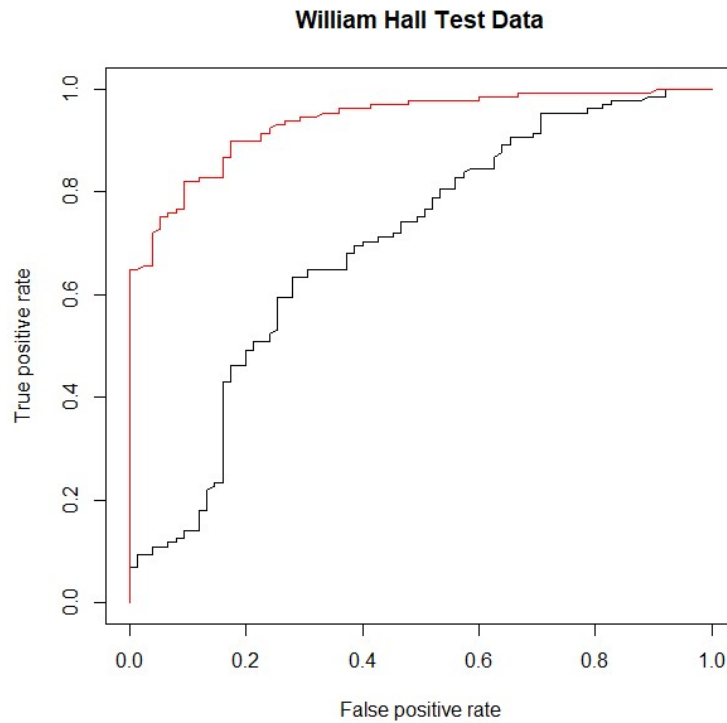 William Hall Test Data
1.0
0.8
0.6
0.4
0.2
0.0
True positive rate
0.0 0.2 0.4 0.6 0.8 1.0
False positive rate